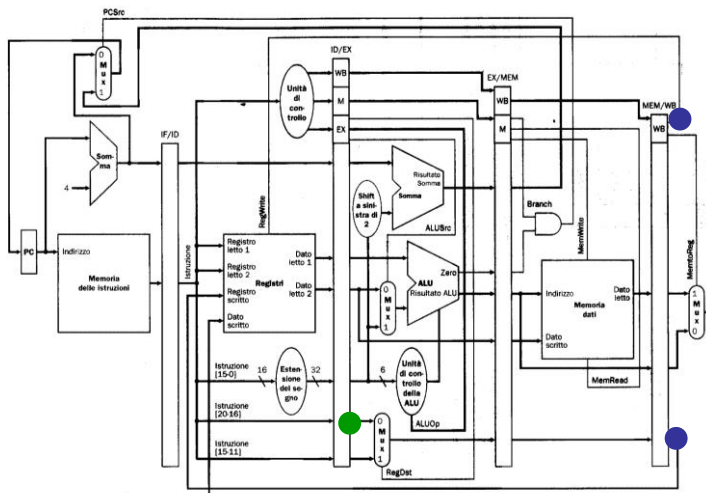 PCSrc
ID/EX
0
M
u
x
1
WB
EX/MEM
Unità
di
controllo
M
WB
MEM/WB
IF/ID
EX
M
WB
Som-
ma
4
Shift
a sini-
stra di
2
Risultato
Somma
Somma
Branch
RegWrite
ALUSrc
MemWrite
MemtoReg
PC
Indirizzo
Memoria
delle istruzioni
Istruzione
Registro
letto 1
Registro
letto 2
Registri
Registro
scritto
Dato
scritto
Dato
letto 1
Dato
letto 2
0
M
u
x
1
Zero
ALU
Risultato ALU
Indirizzo
Dato
letto
Memoria
dati
Dato
scritto
1
M
u
x
0
Istruzione
[15-0]
16
Estensione
del segno
32
6
Unità
di con-
trollo
della
ALU
MemRead
Istruzione
[20-16]
ALUOp
Istruzione
[15-11]
0
M
u
x
1
RegDst